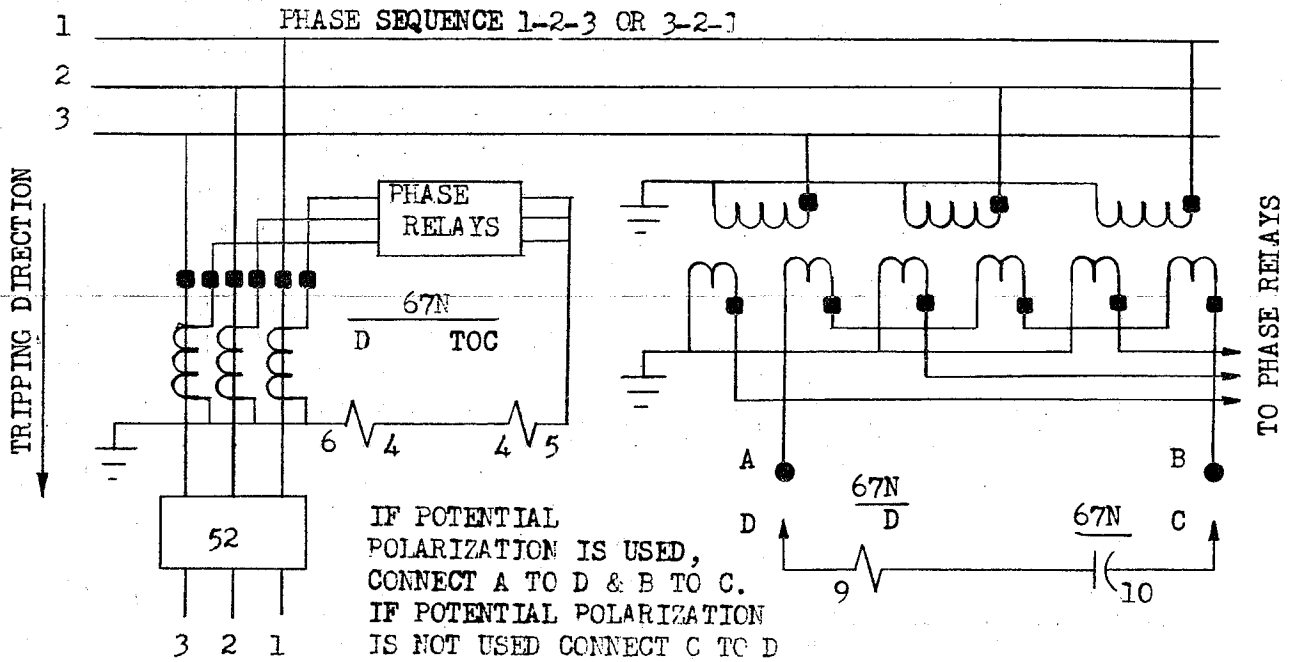 PHASE SEQUENCE 1-2-3 OR 3-2-1
1
2
3
TRIPPING DIRECTION
PHASE
RELAYS
67N
D TOC
6 4 4 5
TO PHASE RELAYS
A
B
D
C
67N
D
67N
9
10
52
3 2 1
IF POTENTIAL
POLARIZATION IS USED,
CONNECT A TO D & B TO C.
IF POTENTIAL POLARIZATION
IS NOT USED CONNECT C TO D